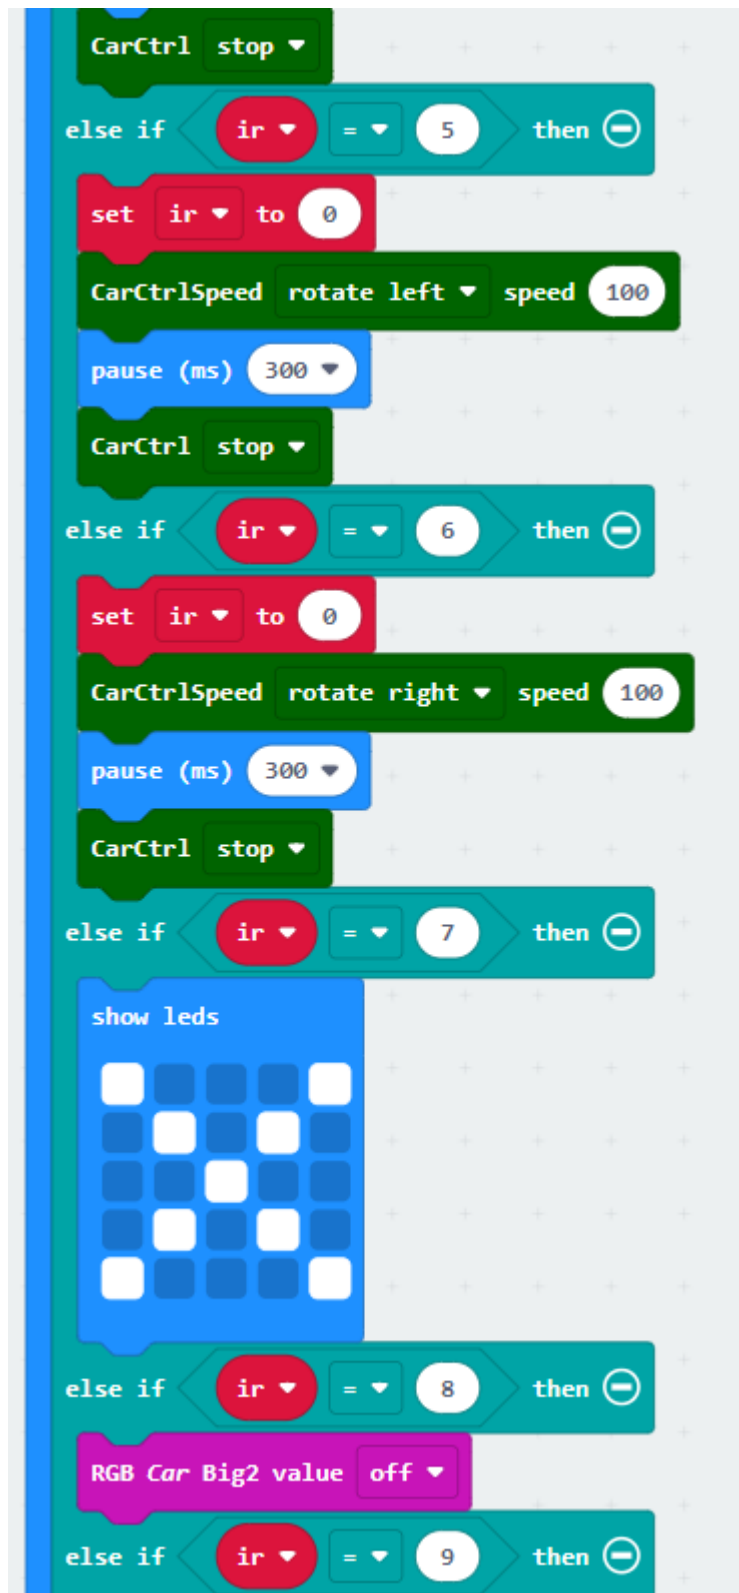 CarCtrl stop
else if ir = 5 then
set ir to 0
CarCtrlSpeed rotate left speed 100
pause (ms) 300
CarCtrl stop
else if ir = 6 then
set ir to 0
CarCtrlSpeed rotate right speed 100
pause (ms) 300
CarCtrl stop
else if ir = 7 then
show leds
else if ir = 8 then
RGB Car Big2 value off
else if ir = 9 then